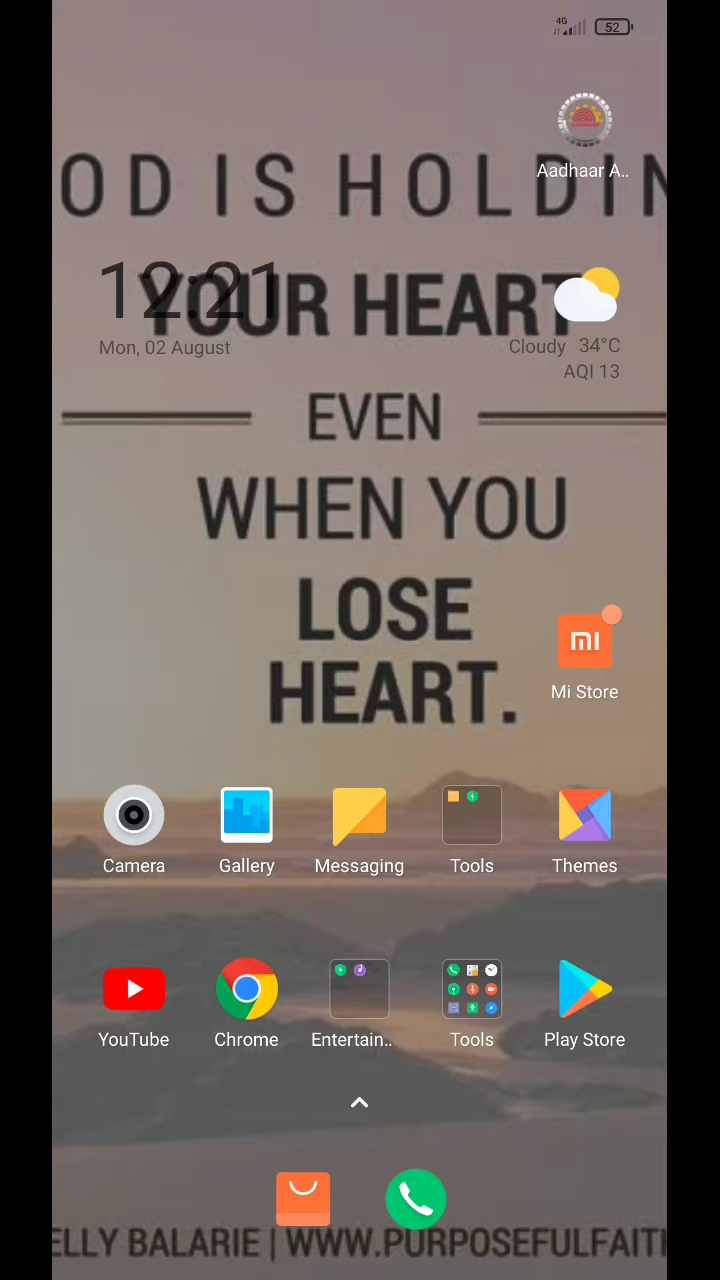 4G
52
Aadhaar A..
OD IS HOLDIN
12:21
YOUR HEART
Mon, 02 August
Cloudy 34°C
AQI 13
EVEN
WHEN YOU
LOSE
HEART.
mi
Mi Store
Camera
Gallery
Messaging
Tools
Themes
YouTube
Chrome
Entertain..
Tools
Play Store
ELLY BALARIE | WWW.PURPOSEFULFAITH